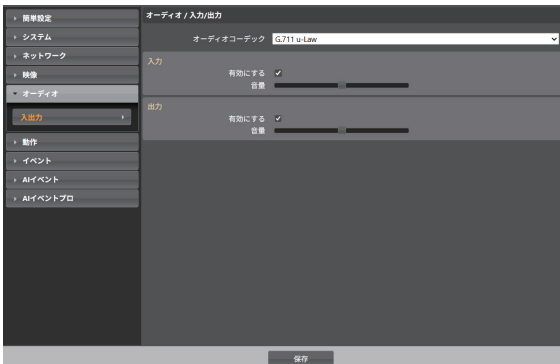 簡単設定
システム
ネットワーク
映像
オーディオ
入出力
動作
イベント
AIイベント
AIイベントプロ
オーディオ / 入力/出力
オーディオコーデック G.711 u-Law
入力
有効にする
音量
出力
有効にする
音量
保存